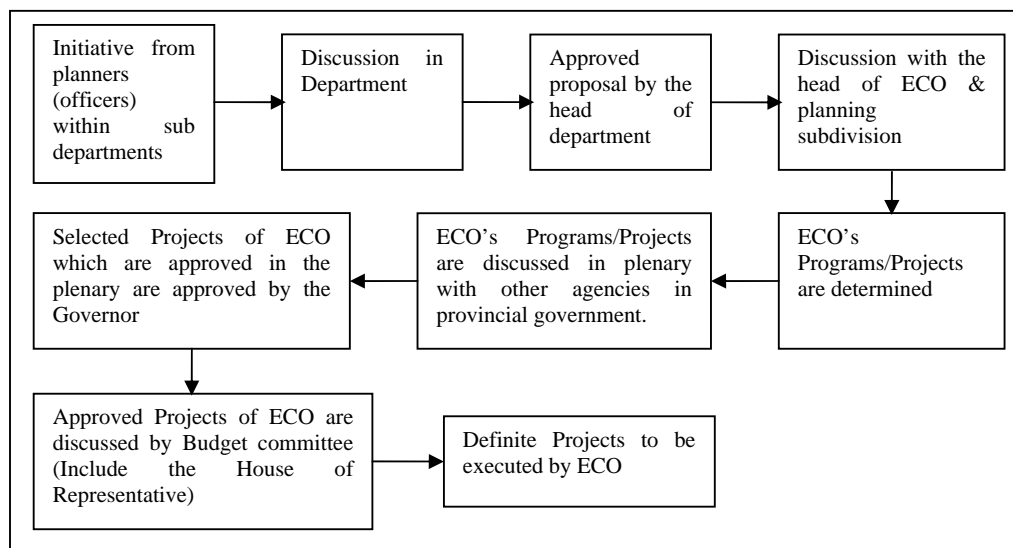 Initiative from
planners
(officers)
within sub
departments
Discussion in
Department
Approved
proposal by the
head of
department
Discussion with the
head of ECO &
planning
subdivision
ECO's
Programs/Projects
are determined
ECO's Programs/Projects
are discussed in plenary
with other agencies in
provincial government.
Selected Projects of ECO
which are approved in the
plenary are approved by the
Governor
Approved Projects of ECO are
discussed by Budget committee
(Include the House of
Representative)
Definite Projects to be
executed by ECO